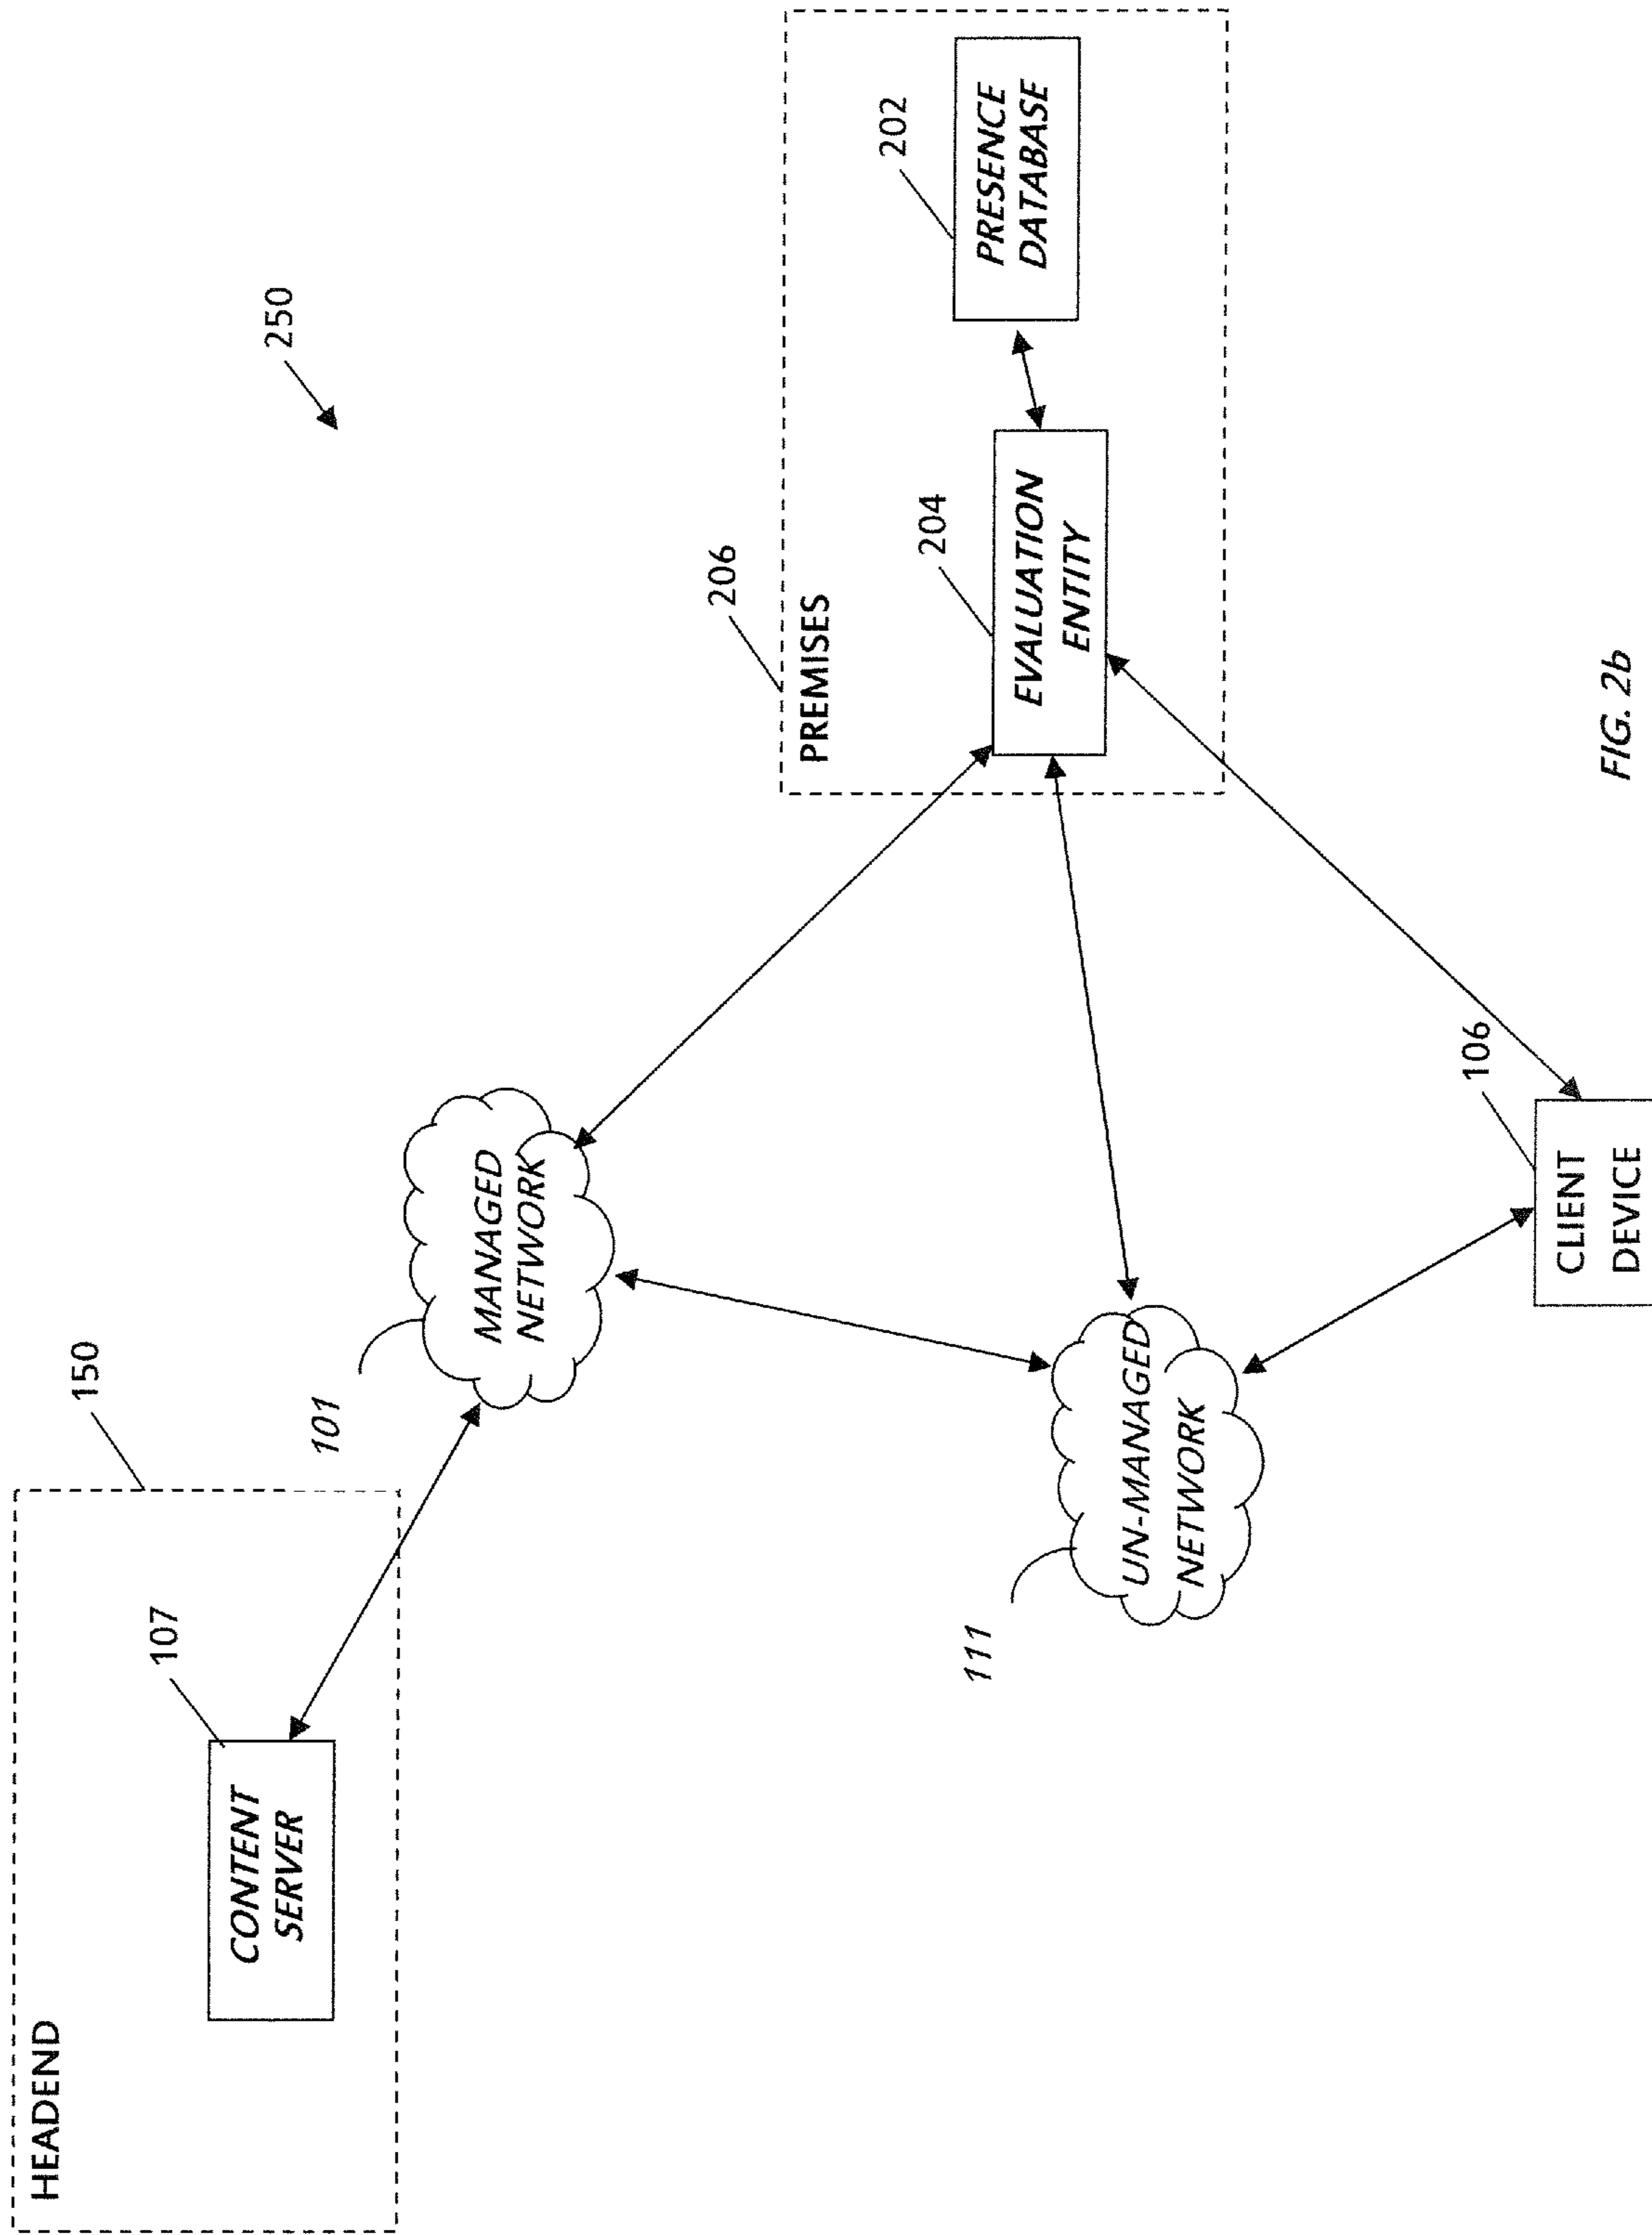 HEADEND
150
107
CONTENT
SERVER
101
MANAGED
NETWORK
250
206
PREMISES
204
EVALUATION
ENTITY
202
PRESENCE
DATABASE
111
UN-MANAGED
NETWORK
106
CLIENT
DEVICE
FIG. 2b